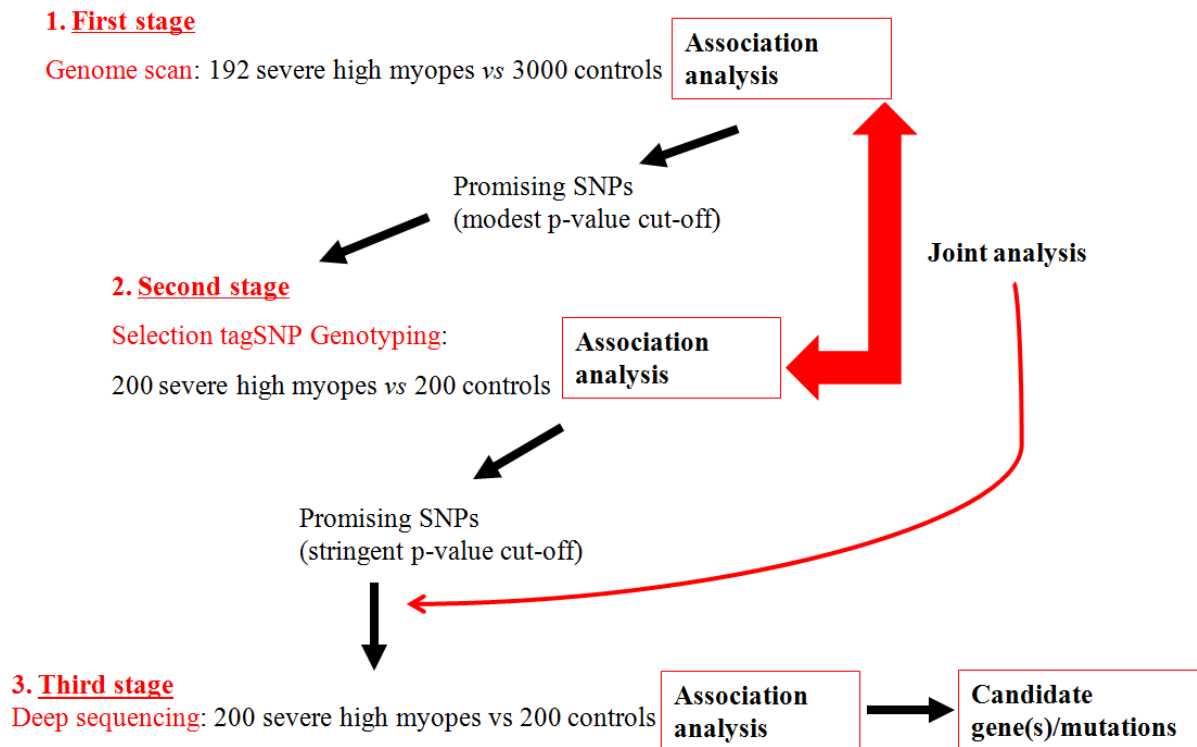 1. First stage
Genome scan: 192 severe high myopes vs 3000 controls
Association
analysis
Promising SNPs
(modest p-value cut-off)
Joint analysis
2. Second stage
Selection tagSNP Genotyping:
200 severe high myopes vs 200 controls
Association
analysis
Promising SNPs
(stringent p-value cut-off)
3. Third stage
Deep sequencing: 200 severe high myopes vs 200 controls
Association
analysis
Candidate
gene(s)/mutations